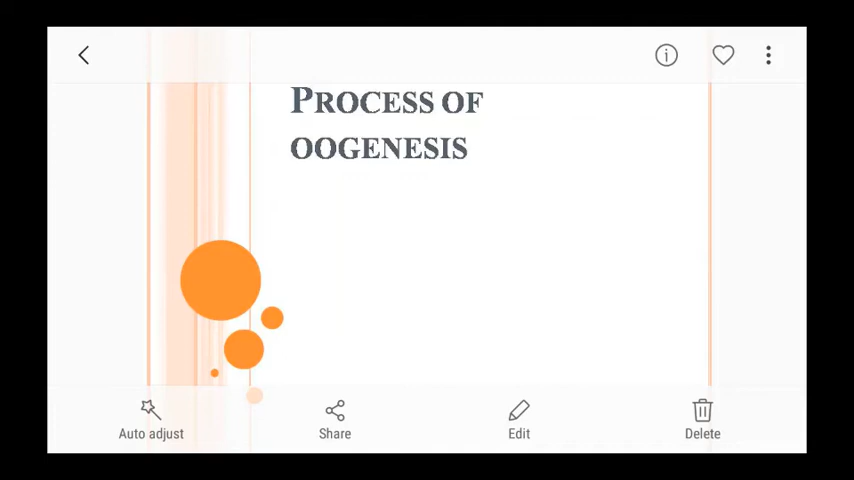 PROCESS OF
OOGENESIS
Auto adjust
Share
Edit
Delete